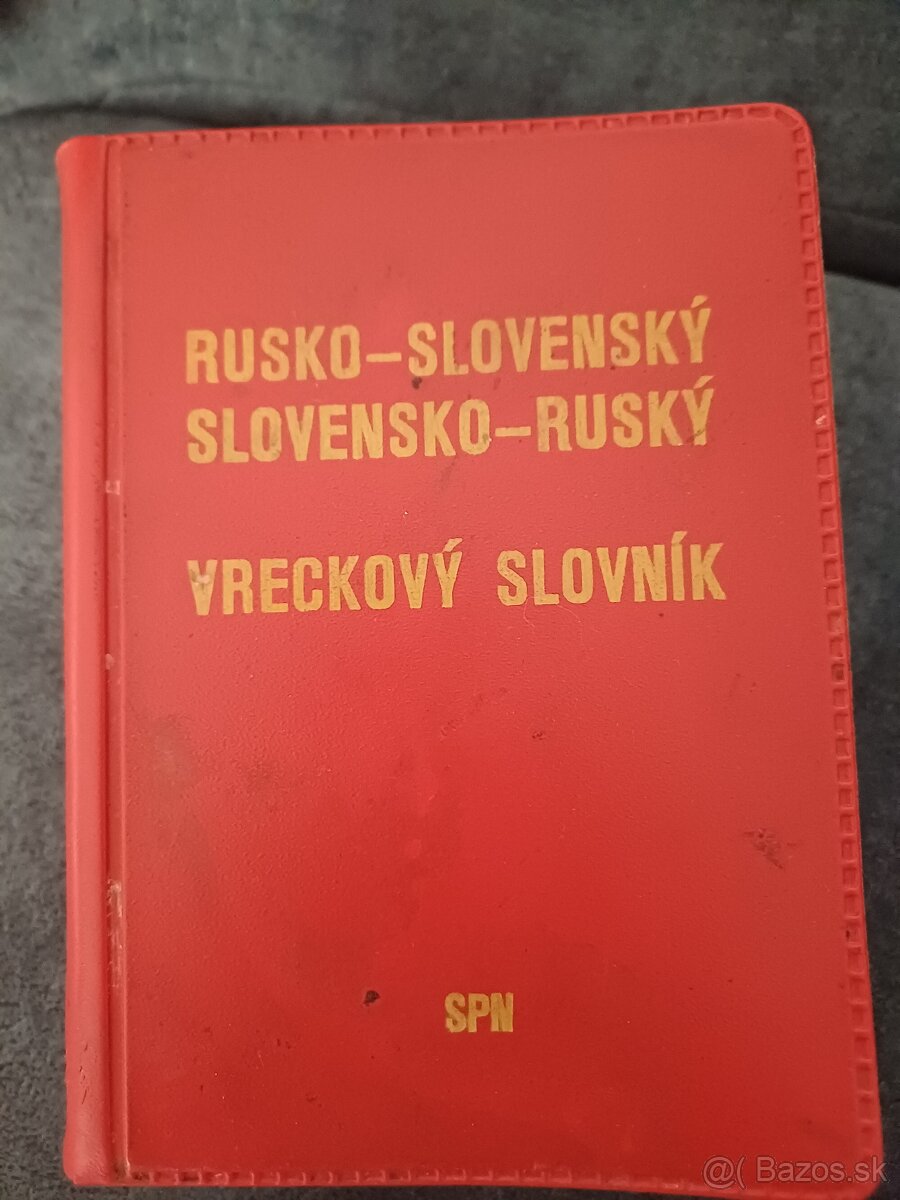 RUSKO–SLOVENSKÝ
SLOVENSKO–RUSKÝ
VRECKOVÝ SLOVNÍK
SPN
@( Bazos.sk